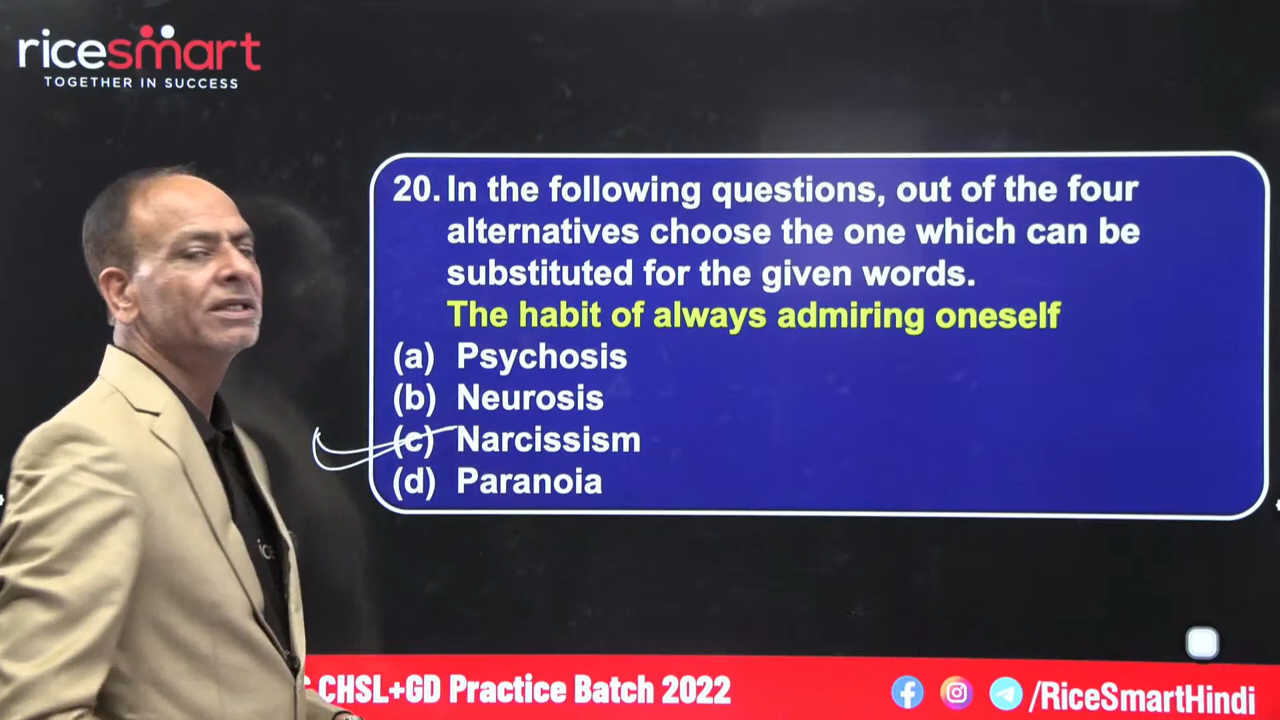 ricesmart
TOGETHER IN SUCCESS
20. In the following questions, out of the four
alternatives choose the one which can be
substituted for the given words.
The habit of always admiring oneself
(a) Psychosis
(b) Neurosis
(c) Narcissism
(d) Paranoia
CHSL+GD Practice Batch 2022
/RiceSmartHindi